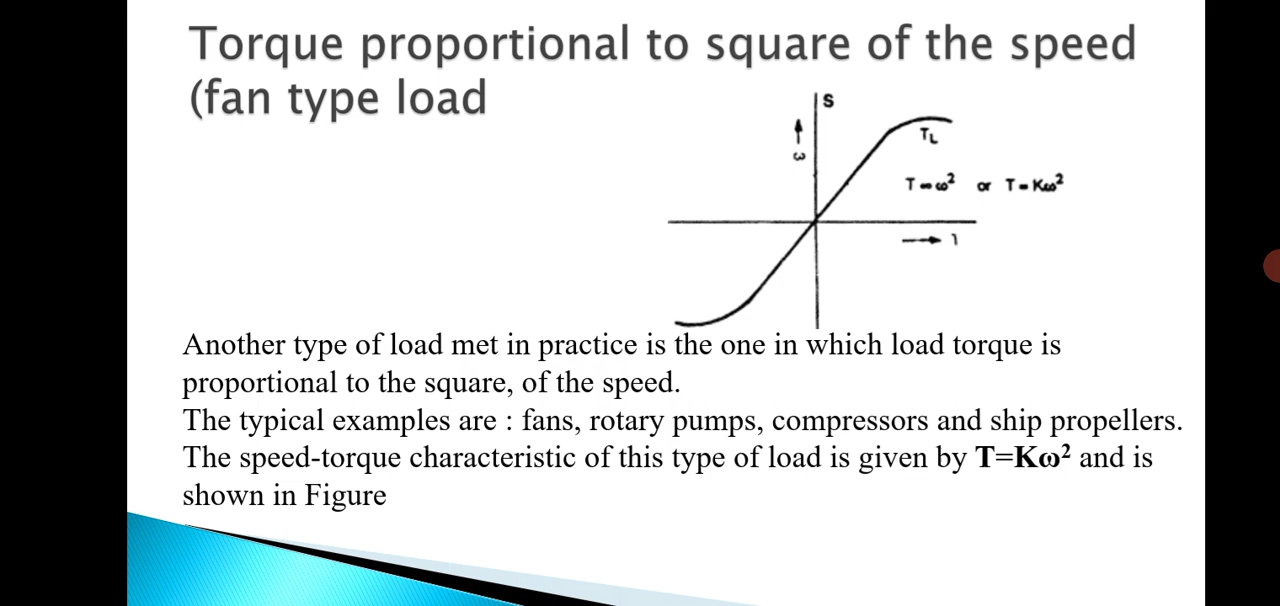 Torque proportional to square of the speed
(fan type load
S
ω
TL
T ∝ ω² or T = Kω²
Another type of load met in practice is the one in which load torque is
proportional to the square, of the speed.
The typical examples are : fans, rotary pumps, compressors and ship propellers.
The speed-torque characteristic of this type of load is given by T=Kω² and is
shown in Figure